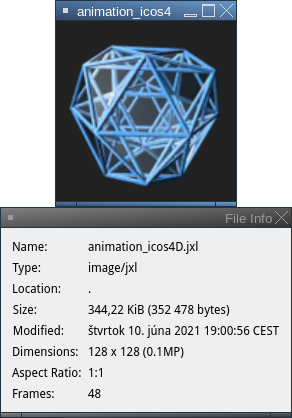 animation_icos4
File Info
Name: animation_icos4D.jxl
Type: image/jxl
Location: .
Size: 344,22 KiB (352 478 bytes)
Modified: štvrtok 10. júna 2021 19:00:56 CEST
Dimensions: 128 x 128 (0.1MP)
Aspect Ratio: 1:1
Frames: 48